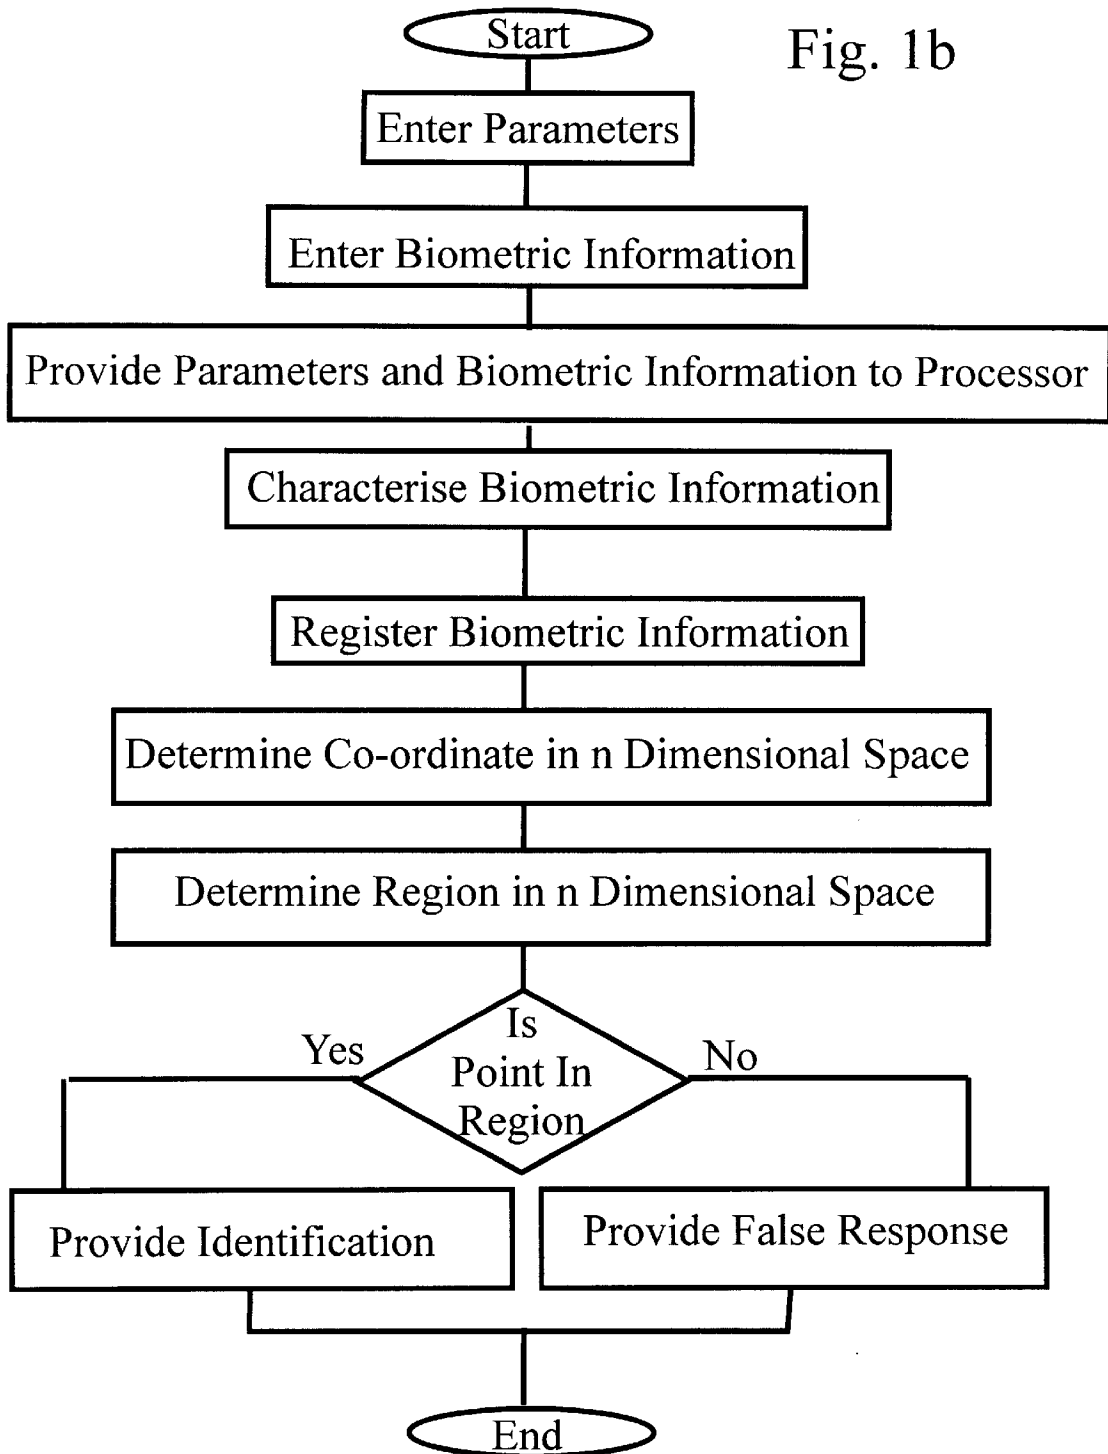 Start
Fig. 1b
Enter Parameters
Enter Biometric Information
Provide Parameters and Biometric Information to Processor
Characterise Biometric Information
Register Biometric Information
Determine Co-ordinate in n Dimensional Space
Determine Region in n Dimensional Space
Is
Point In
Region
Yes
No
Provide Identification
Provide False Response
End